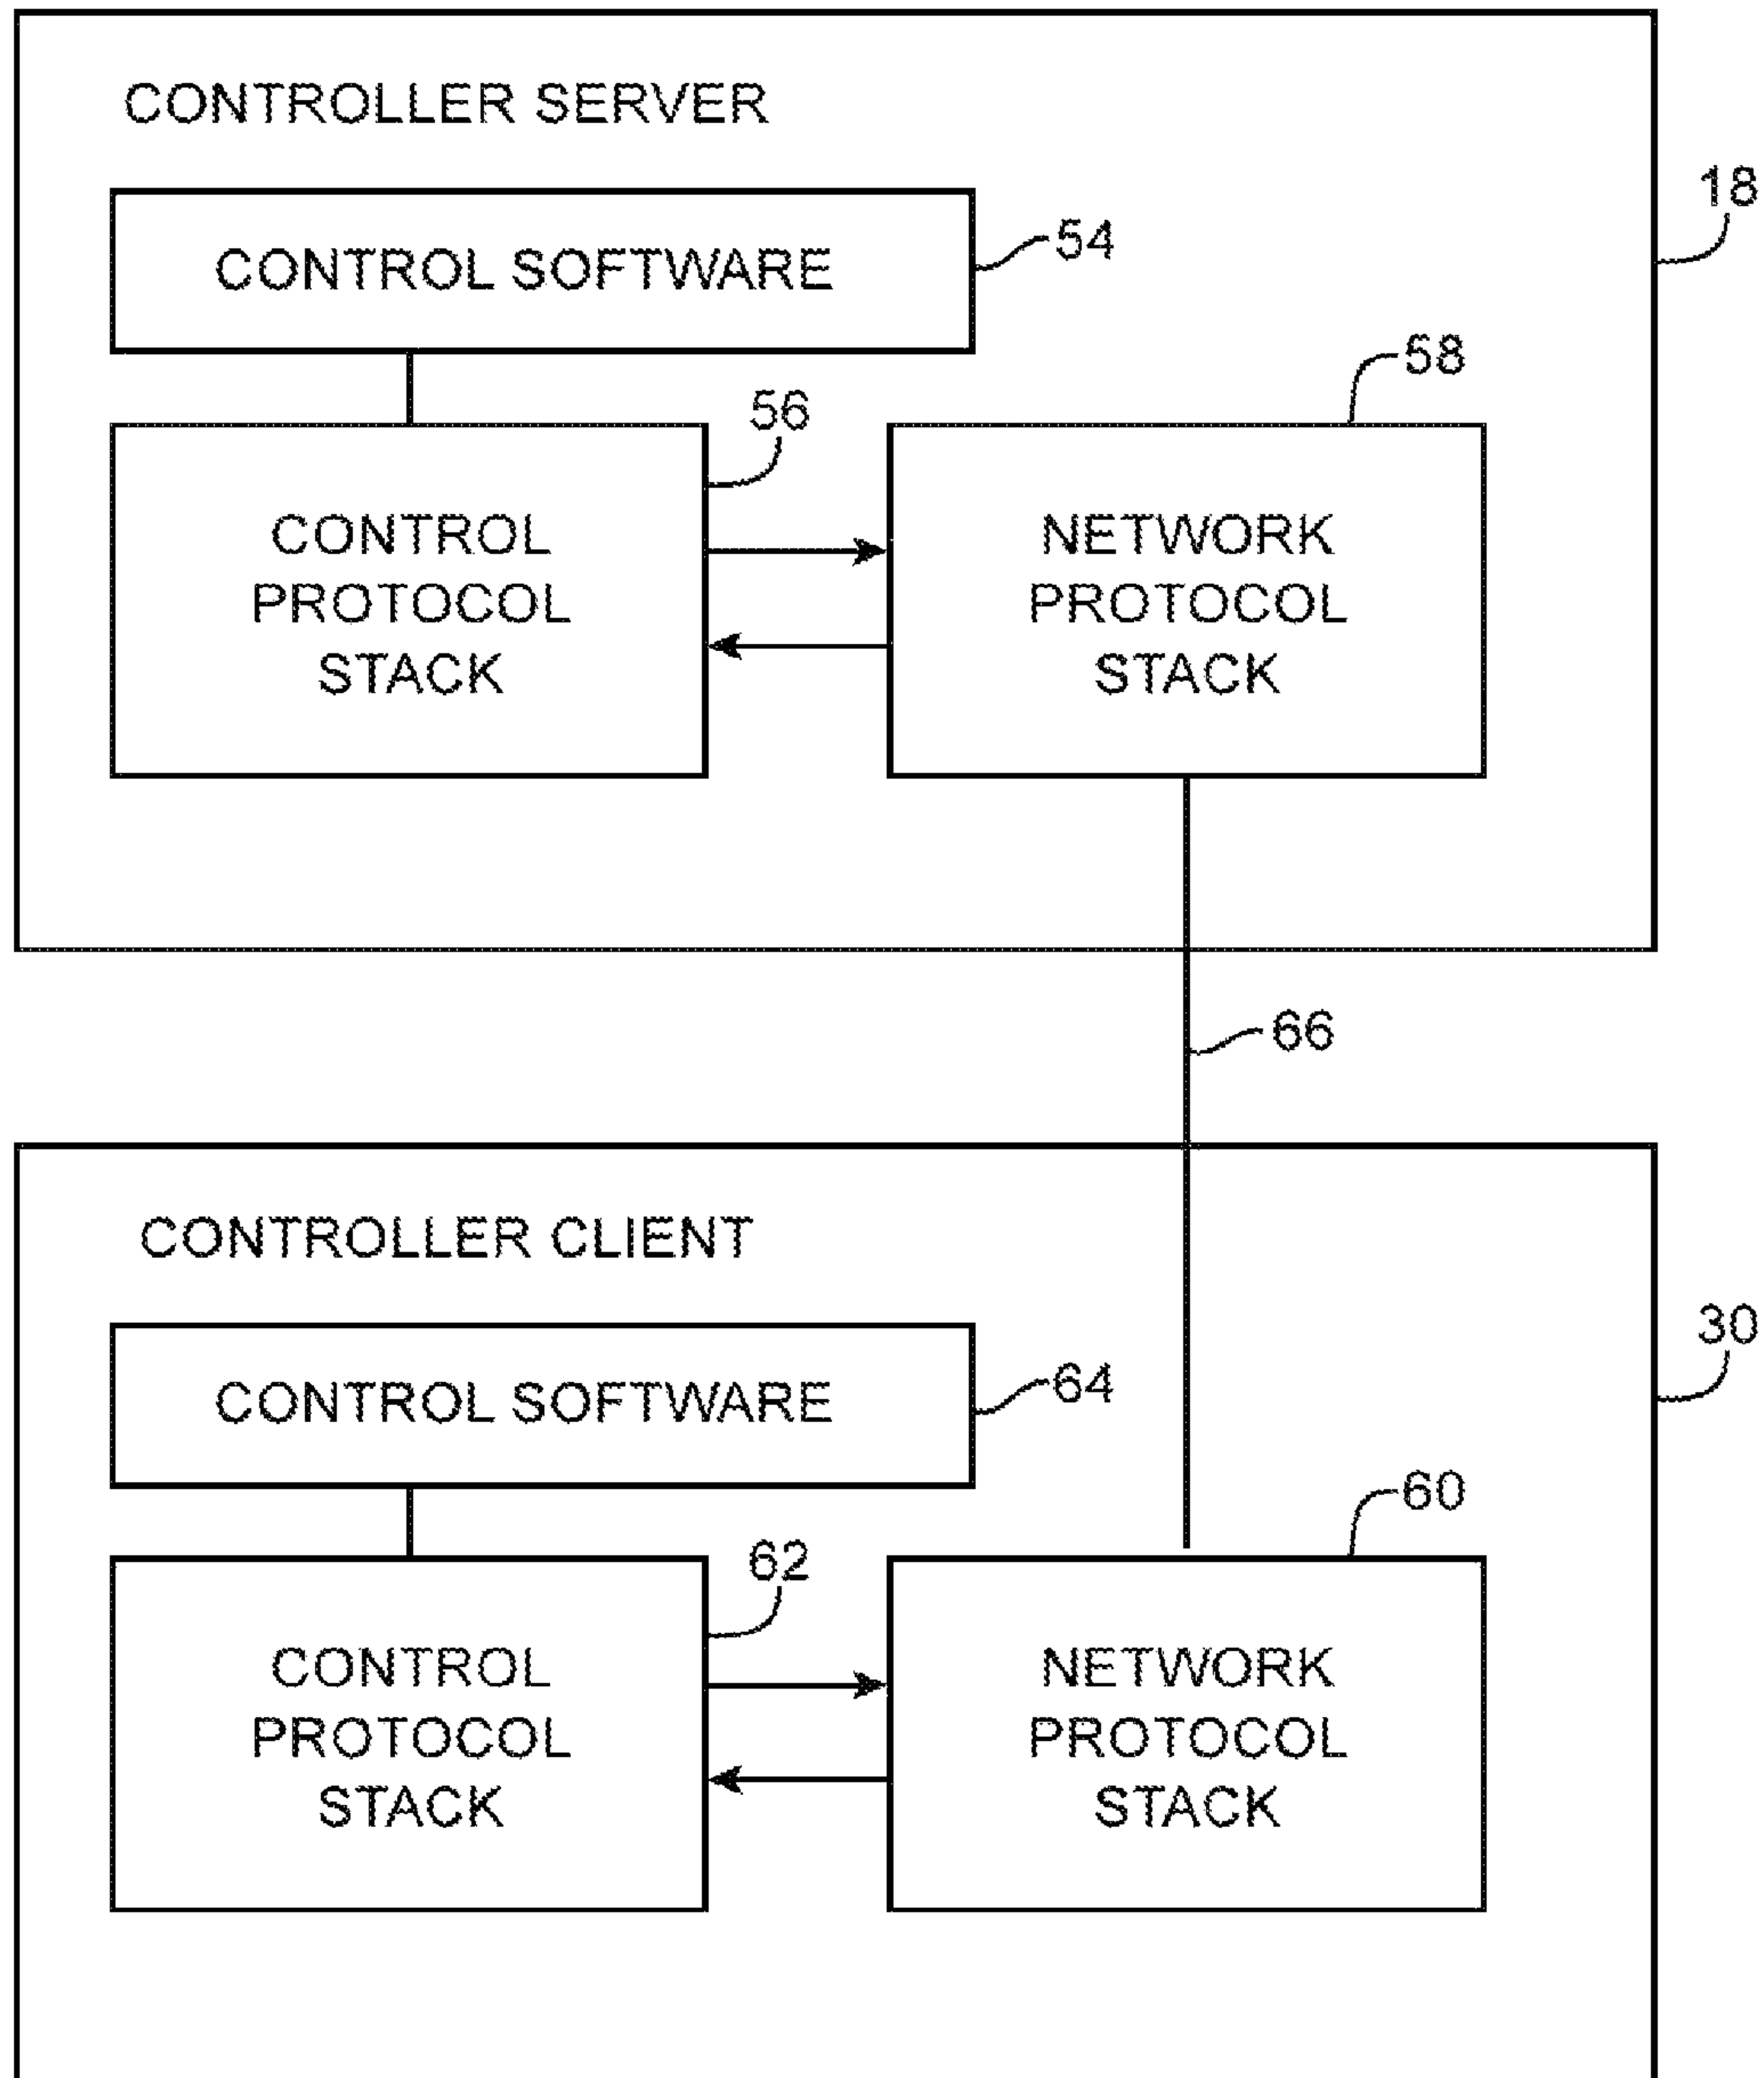 CONTROLLER SERVER
18
CONTROL SOFTWARE
54
58
56
CONTROL
PROTOCOL
STACK
NETWORK
PROTOCOL
STACK
66
CONTROLLER CLIENT
30
CONTROL SOFTWARE
64
60
62
CONTROL
PROTOCOL
STACK
NETWORK
PROTOCOL
STACK